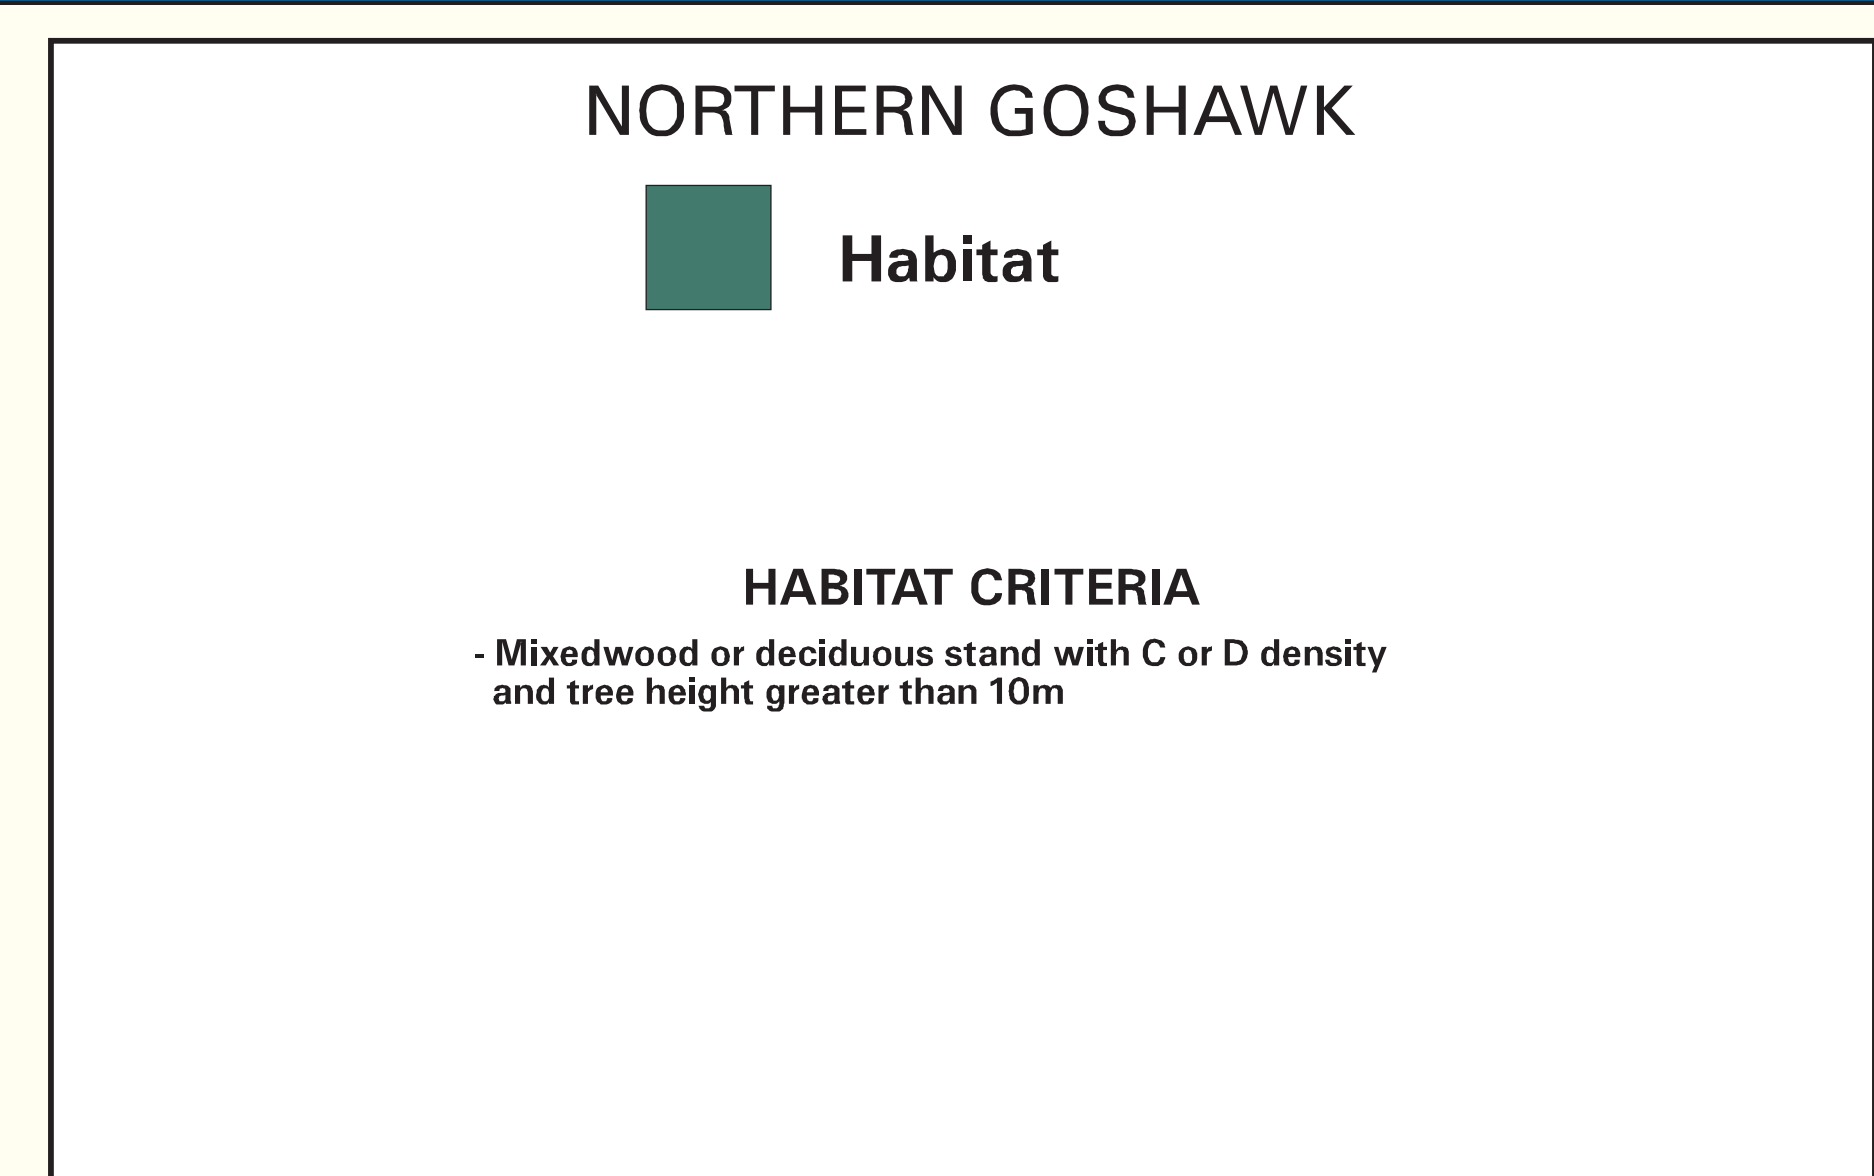 NORTHERN GOSHAWK
Habitat
HABITAT CRITERIA
- Mixedwood or deciduous stand with C or D density
and tree height greater than 10m